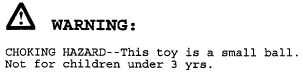 WARNING:
CHOKING HAZARD--This toy is a small ball.
Not for children under 3 yrs.